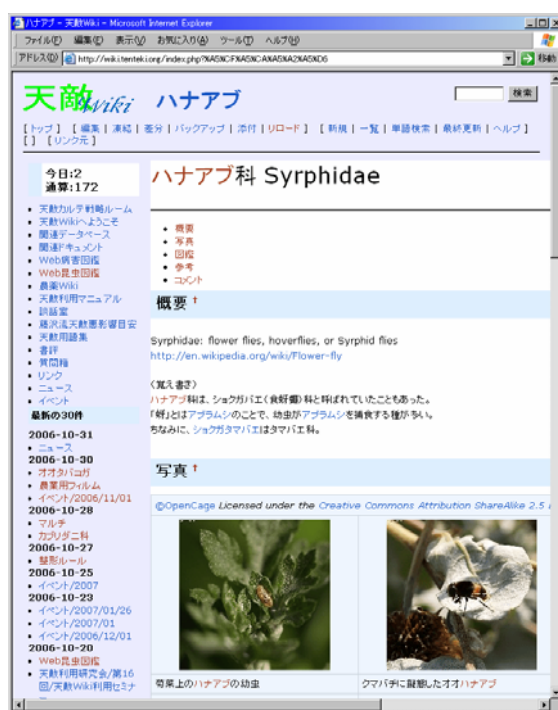 ハナアブ - 天敵Wiki - Microsoft Internet Explorer
ファイル(F) 編集(E) 表示(V) お気に入り(A) ツール(T) ヘルプ(H)
アドレス(D) http://wiki.tenteki.org/index.php?%A5%CF%A5%CA%A5%A2%A5%D6 移動
天敵Wiki ハナアブ 検索
[ トップ ] [ 編集 | 凍結 | 差分 | バックアップ | 添付 | リロード ] [ 新規 | 一覧 | 単語検索 | 最終更新 | ヘルプ ]
[ ] [ リンク元 ]
今日:2
通算:172
天敵カルテ戦略ルーム
天敵Wikiへようこそ
関連データベース
関連ドキュメント
Web病害図鑑
Web昆虫図鑑
農薬Wiki
天敵利用マニュアル
談話室
藤沢流天敵悪影響目安
天敵用語集
書評
質問箱
リンク
ニュース
イベント
最新の30件
2006-10-31
ニュース
2006-10-30
オオタバコガ
農業用フィルム
イベント/2006/11/01
2006-10-28
マルチ
カブリダニ科
2006-10-27
整形ルール
2006-10-25
イベント/2007
2006-10-23
イベント/2007/01/26
イベント/2007/01
イベント/2006/12/01
2006-10-20
Web昆虫図鑑
天敵利用研究会/第16
回/天敵Wiki利用セミナ
ハナアブ科 Syrphidae
概要
写真
図鑑
参考
コメント
概要 †
Syrphidae: flower flies, hoverflies, or Syrphid flies
http://en.wikipedia.org/wiki/Flower-fly
(覚え書き)
ハナアブ科は、ショクガバエ(食蚜蠅)科と呼ばれていたこともあった。
「蚜」とはアブラムシのことで、幼虫がアブラムシを捕食する種が多い。
ちなみに、ショクガタマバエはタマバエ科。
写真 †
©OpenCage Licensed under the Creative Commons Attribution ShareAlike 2.5
菊葉上のハナアブの幼虫
クマバチに擬態したオオハナアブ